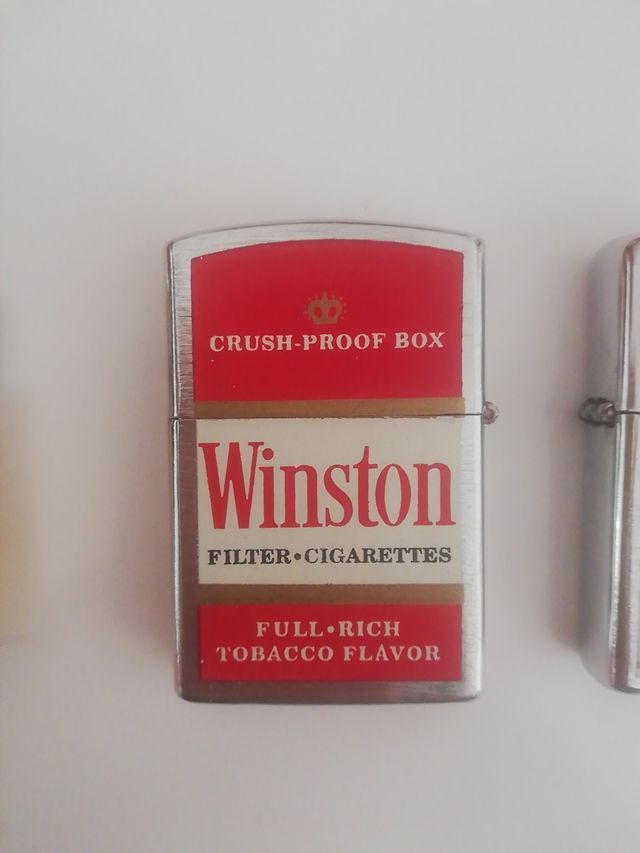 CRUSH-PROOF BOX
Winston
FILTER•CIGARETTES
FULL•RICH
TOBACCO FLAVOR